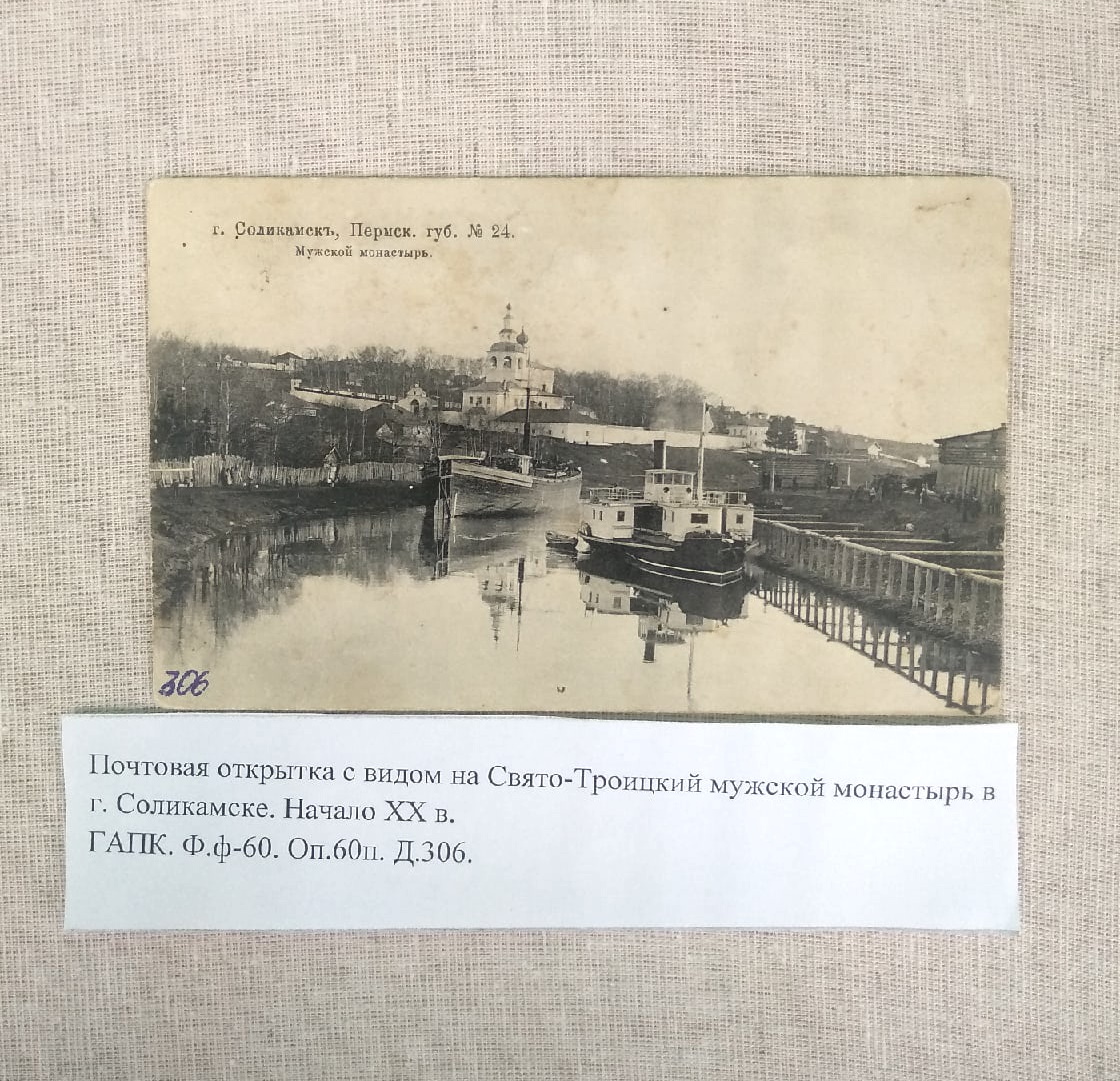 г. Соликамскъ, Пермск. губ. № 24.
Мужской монастырь.
306
Почтовая открытка с видом на Свято-Троицкий мужской монастырь в
г. Соликамске. Начало XX в.
ГАПК. Ф.ф-60. Оп.60п. Д.306.